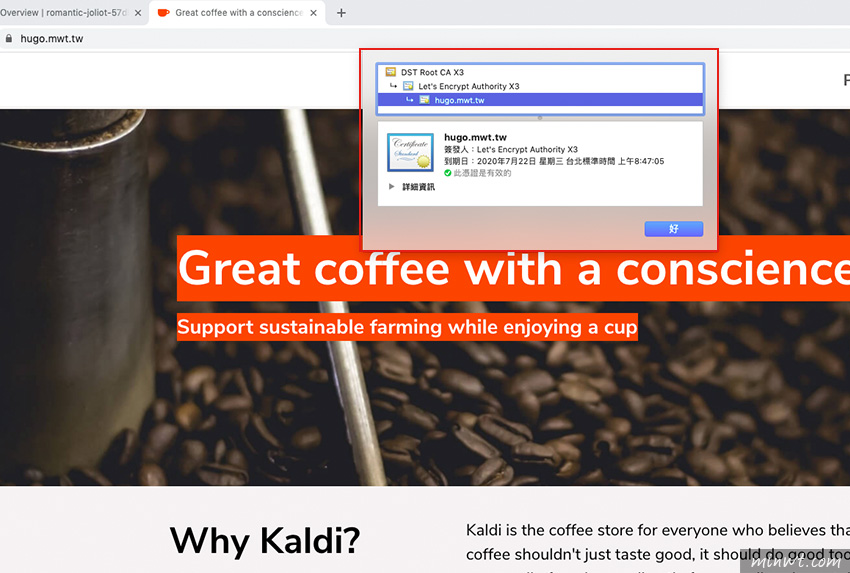 Overview | romantic-joliot-57d
Great coffee with a conscience
hugo.mwt.tw
DST Root CA X3
Let's Encrypt Authority X3
hugo.mwt.tw
Certificate
Standard
hugo.mwt.tw
簽發人：Let's Encrypt Authority X3
到期日：2020年7月22日 星期三 台北標準時間 上午8:47:05
此憑證是有效的
詳細資訊
好
Great coffee with a conscience
Support sustainable farming while enjoying a cup
Why Kaldi?
Kaldi is the coffee store for everyone who believes tha
coffee shouldn't just taste good, it should do good too
minwt.com